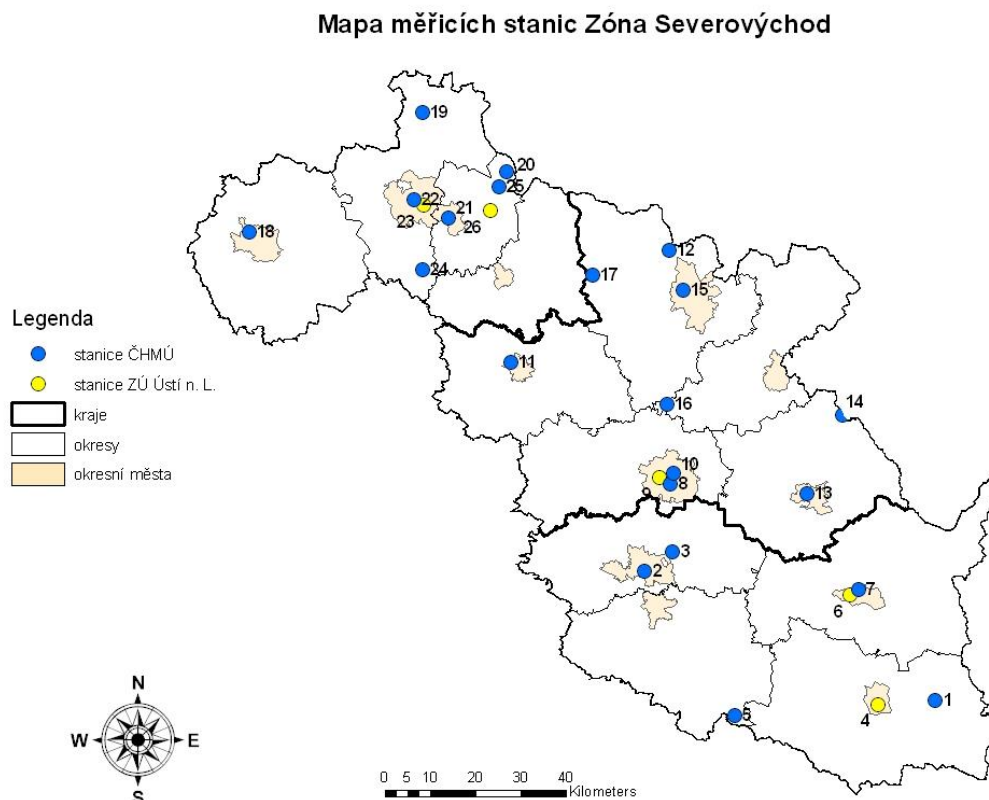 Mapa měřicích stanic Zóna Severovýchod
19
20
25
22
21
23
26
18
12
24
17
15
Legenda
stanice ČHMÚ
stanice ZÚ Ústí n. L.
kraje
okresy
okresní města
11
16
14
10
8
9
13
3
2
7
6
1
5
4
N
W
E
S
0 5 10 20 30 40
Kilometers